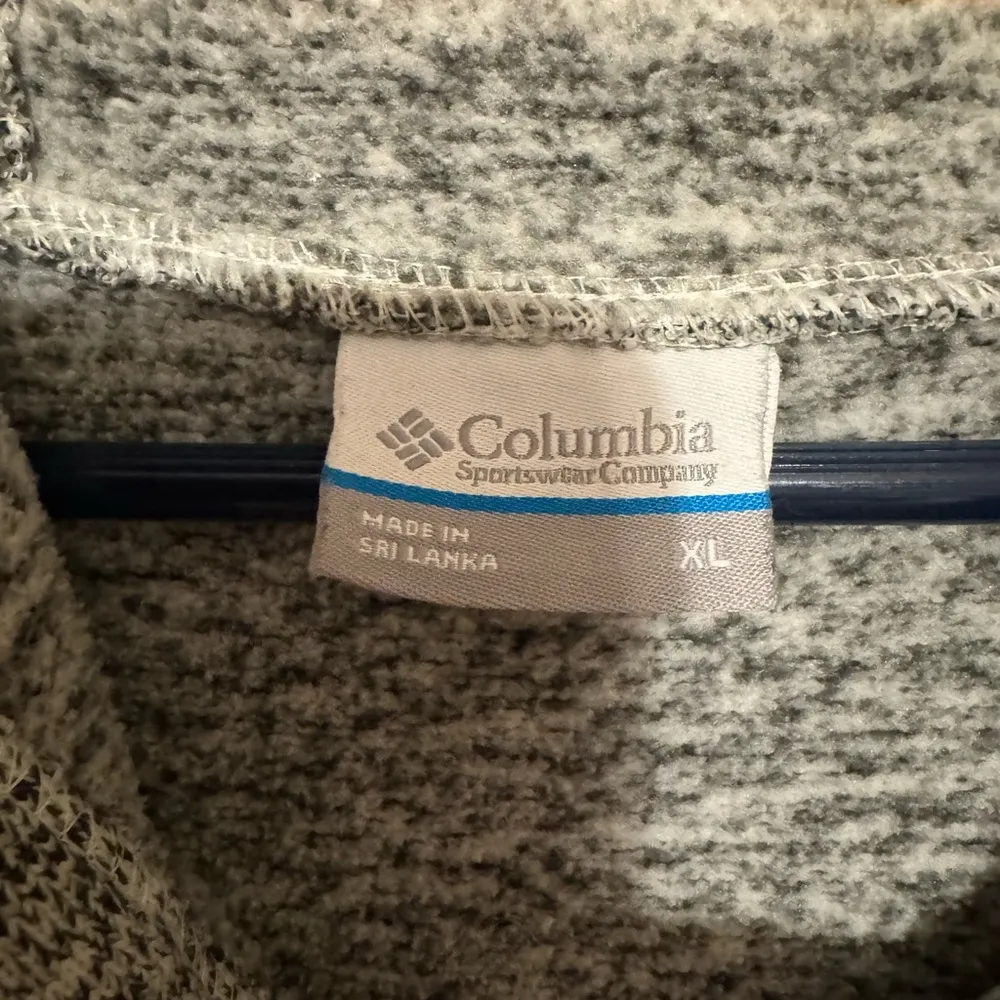 Columbia
Sportswear Company
MADE IN
SRI LANKA
XL